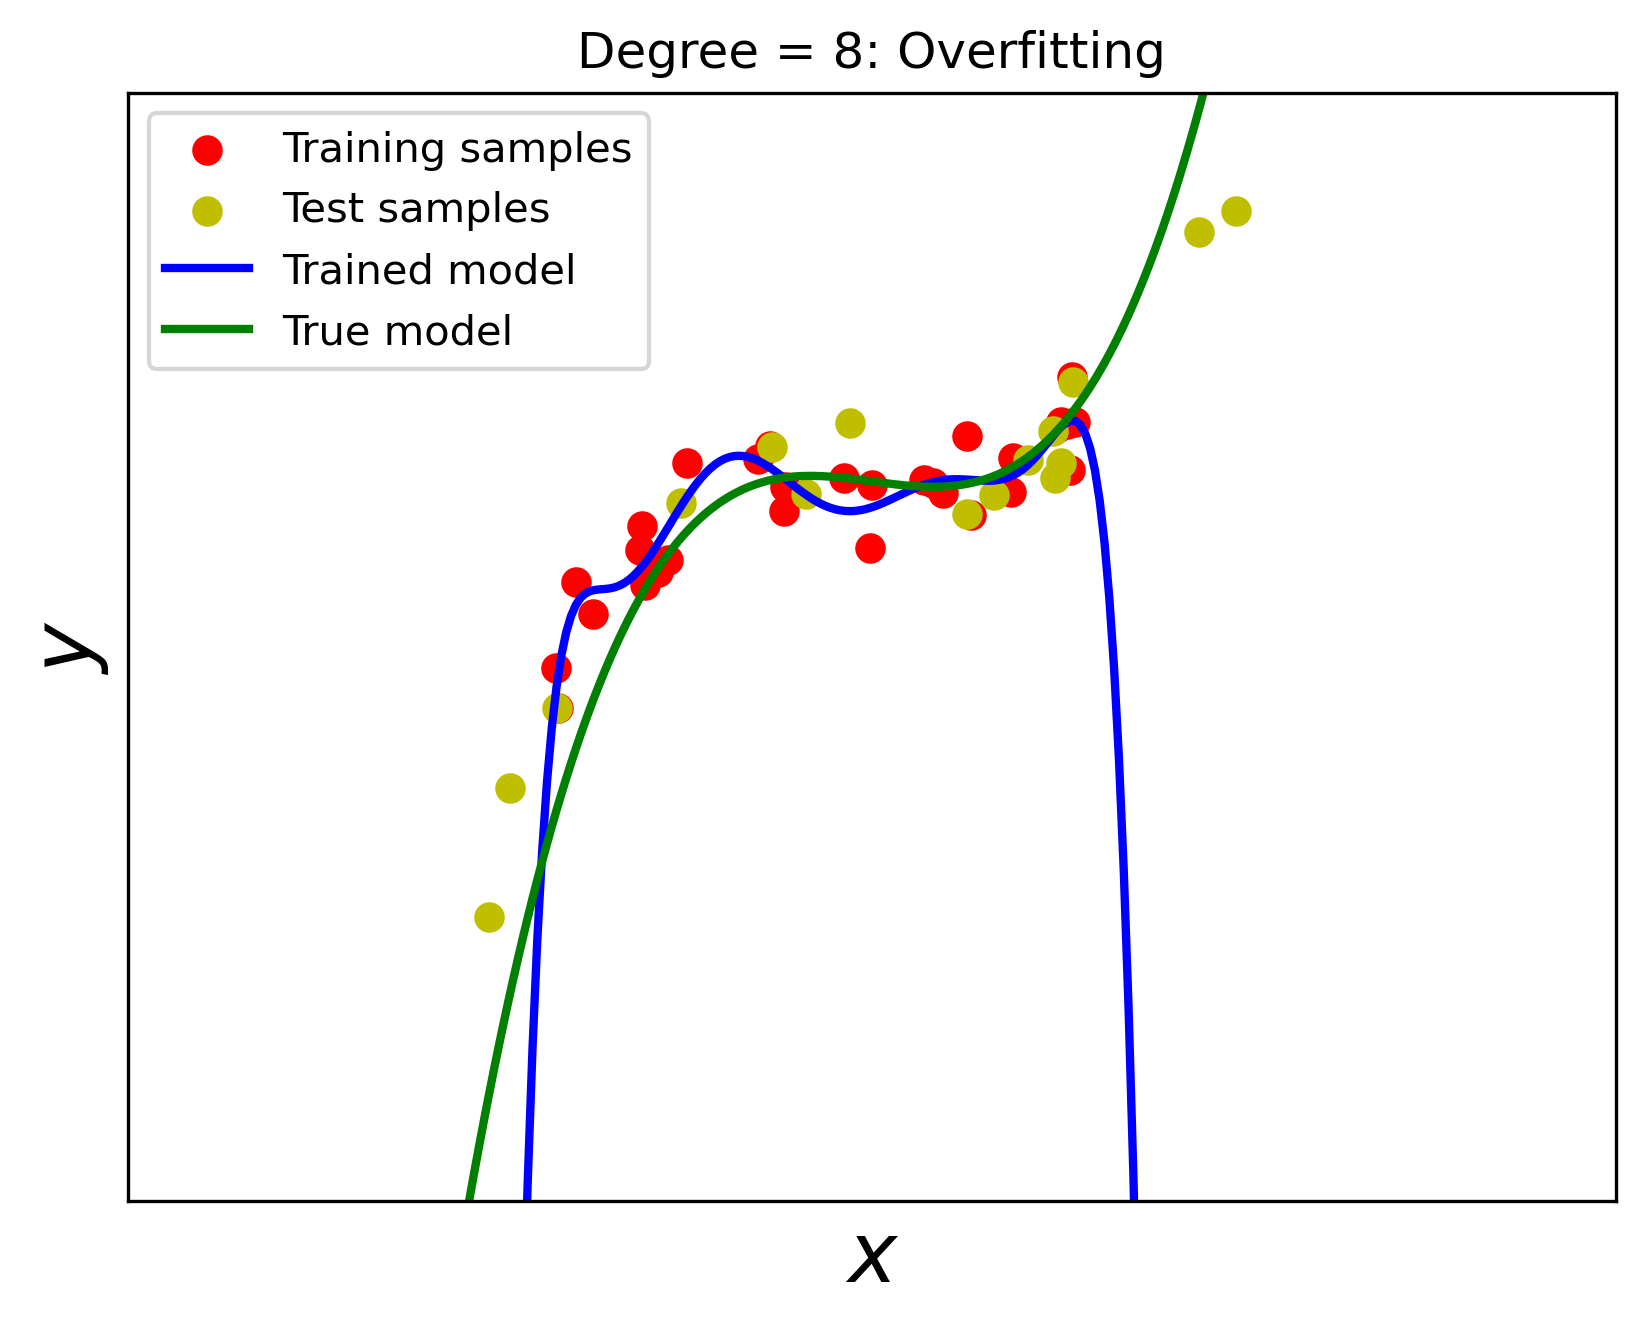 Degree = 8: Overfitting
Training samples
Test samples
Trained model
True model
y
x